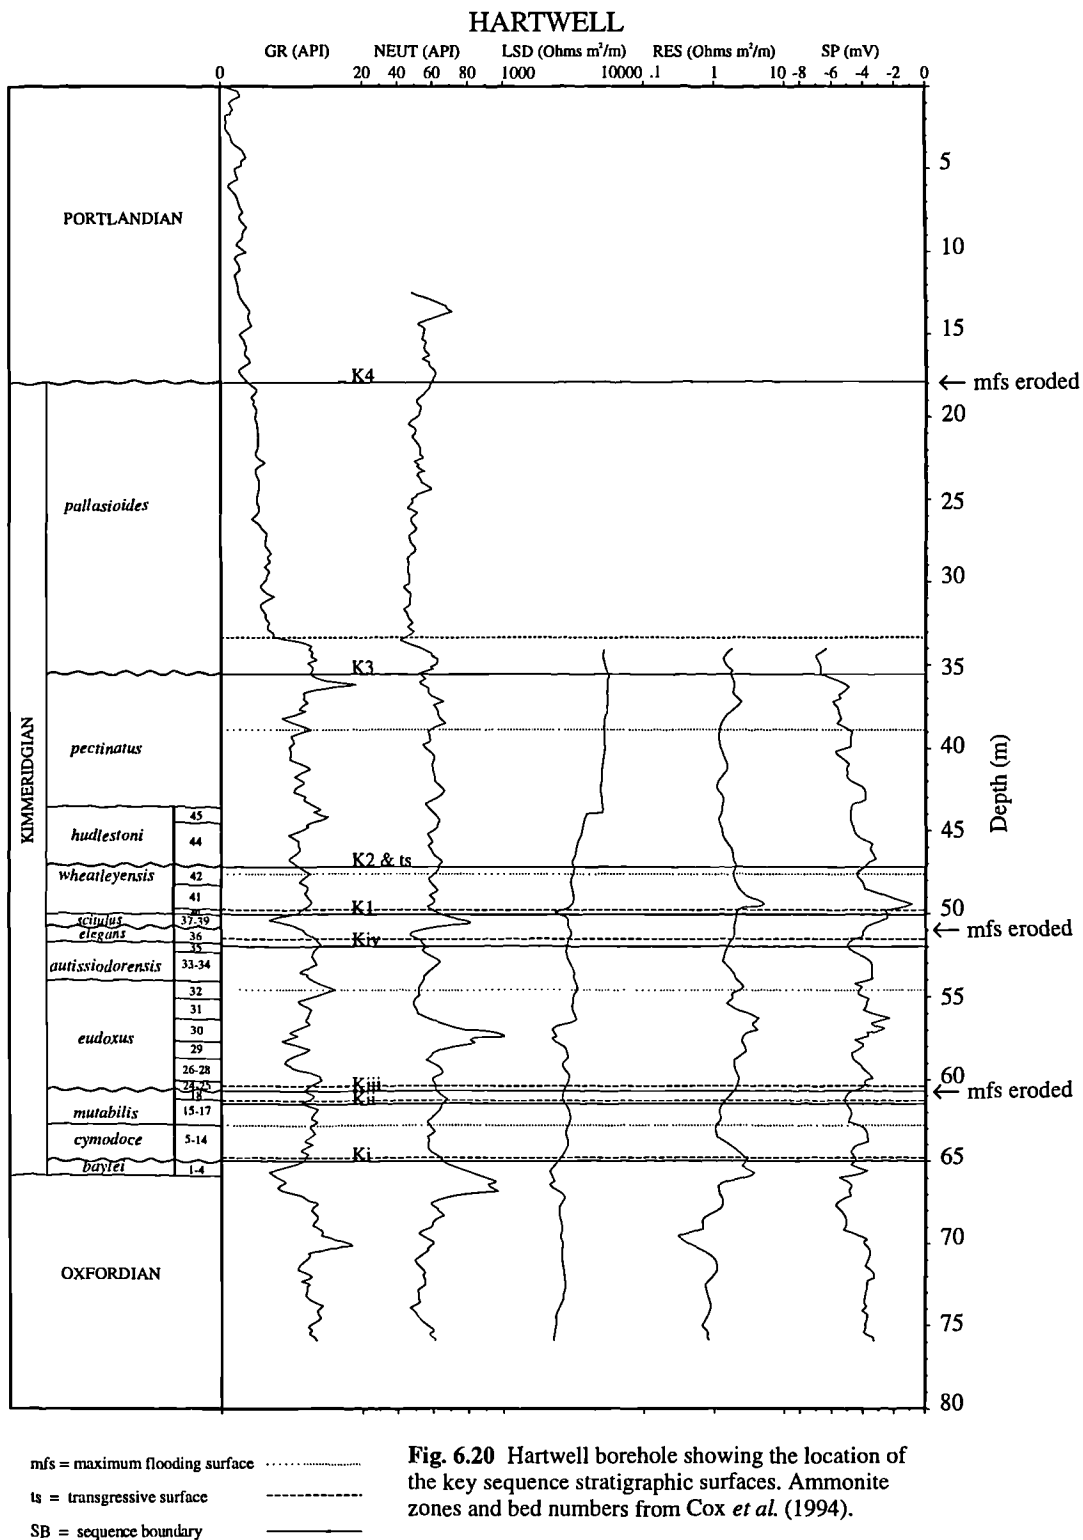 HARTWELL
GR (API) NEUT (API) LSD (Ohms m²/m) RES (Ohms m²/m) SP (mV)
0 20 40 60 80 1000 10000 .1 1 10 -8 -6 -4 -2 0
5
PORTLANDIAN
10
15
K4
← mfs eroded
20
pallasioides
25
30
35
K3
KIMMERIDGIAN
pectinatus
40
Depth (m)
45
hudlestoni
44
45
K2 & ts
wheatleyensis
42
41
K1
50
scitulus
37-39
← mfs eroded
elegans
36
Kiv
35
autissiodorensis
33-34
32
55
31
eudoxus
30
29
26-28
60
24-25
Kiii
← mfs eroded
18
Kii
mutabilis
15-17
cymodoce
5-14
Ki
65
baylei
1-4
70
OXFORDIAN
75
80
mfs = maximum flooding surface
ts = transgressive surface
SB = sequence boundary
Fig. 6.20 Hartwell borehole showing the location of
the key sequence stratigraphic surfaces. Ammonite
zones and bed numbers from Cox et al. (1994).